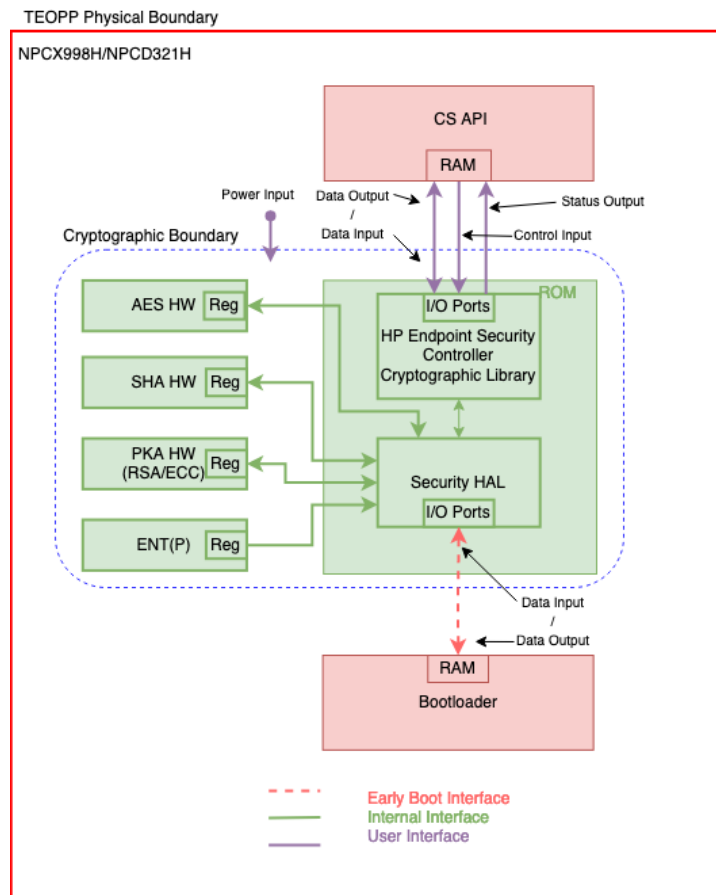 TEOPP Physical Boundary
NPCX998H/NPCD321H
CS API
RAM
Power Input
Data Output
/
Data Input
Status Output
Control Input
Cryptographic Boundary
ROM
AES HW
Reg
I/O Ports
HP Endpoint Security
Controller
Cryptographic Library
SHA HW
Reg
PKA HW
(RSA/ECC)
Reg
Security HAL
I/O Ports
ENT(P)
Reg
Data Input
/
Data Output
RAM
Bootloader
Early Boot Interface
Internal Interface
User Interface